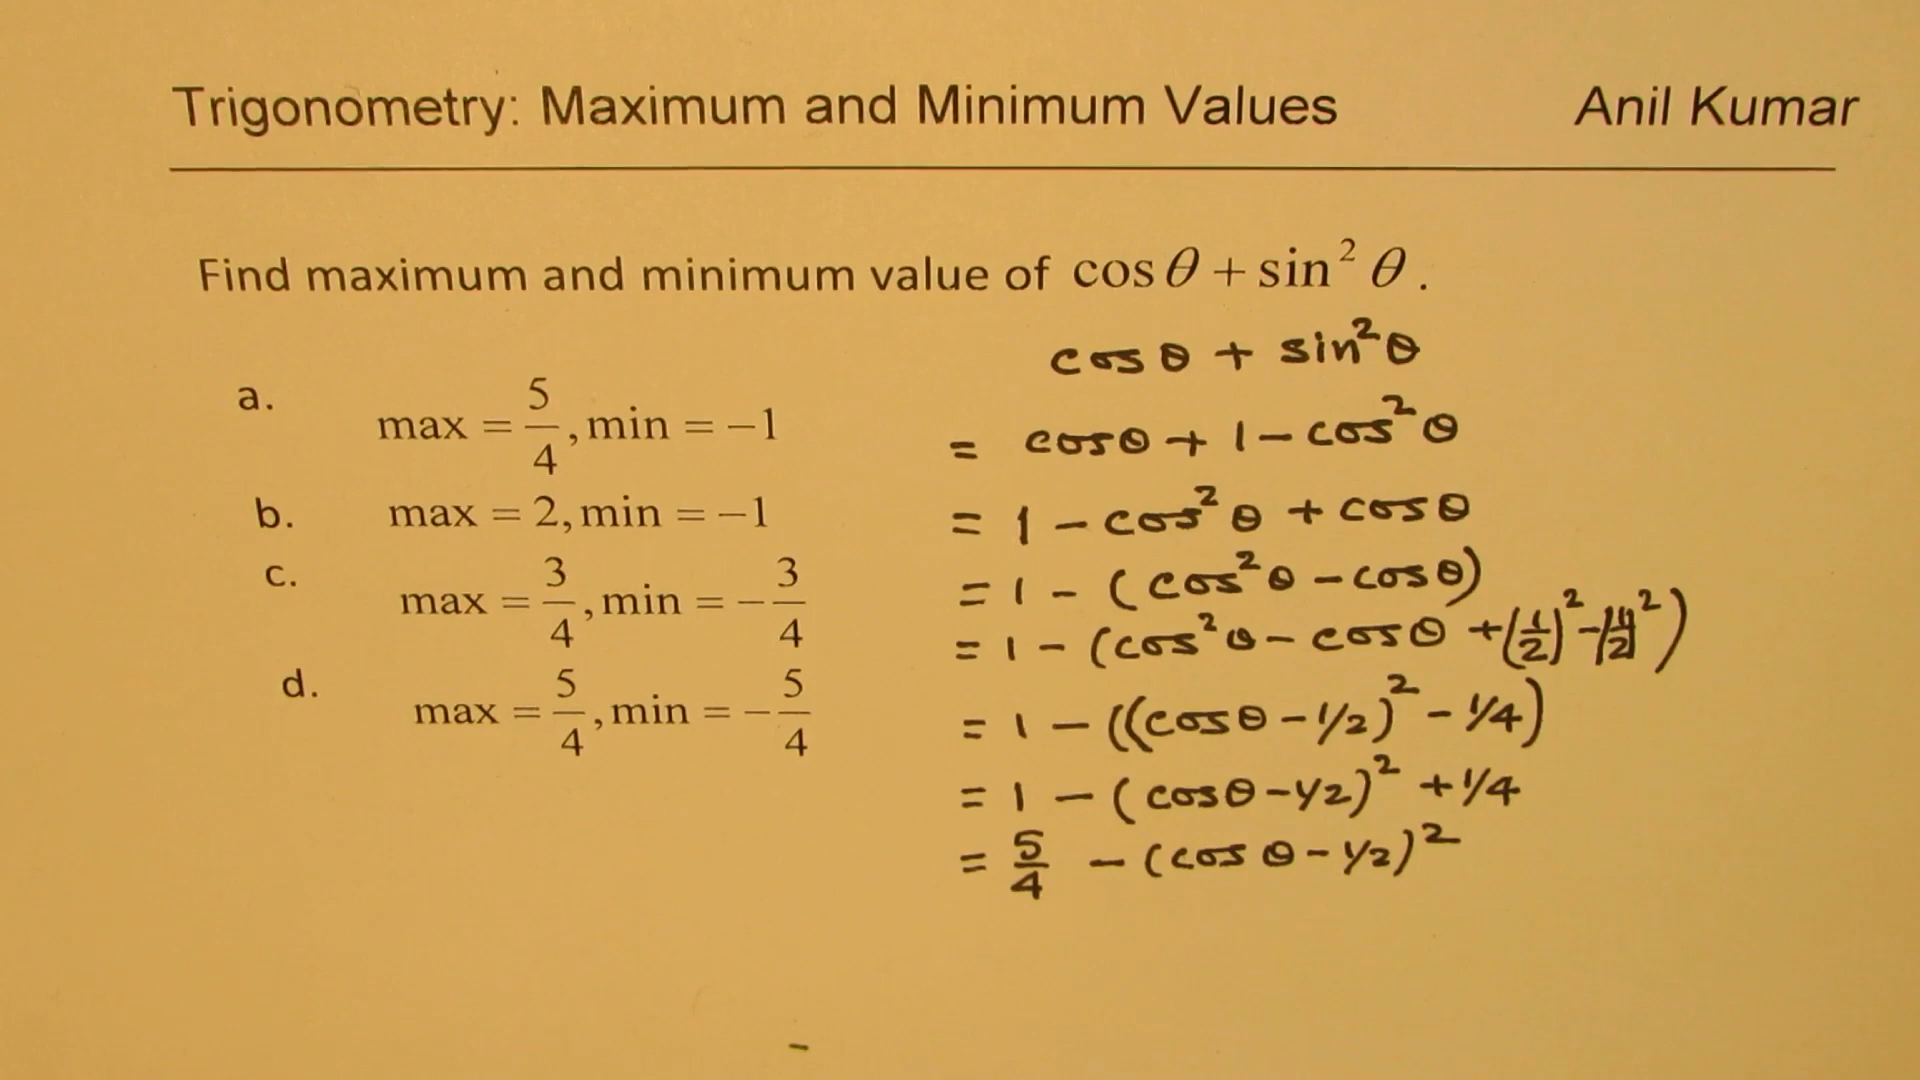 Trigonometry: Maximum and Minimum Values Anil Kumar
Find maximum and minimum value of cos θ + sin² θ .
a. max = 5/4 , min = −1
b. max = 2, min = −1
c. max = 3/4 , min = − 3/4
d. max = 5/4 , min = − 5/4
cos θ + sin²θ
= cosθ + 1 − cos²θ
= 1 − cos²θ + cosθ
= 1 − (cos²θ − cosθ)
= 1 − (cos²θ − cosθ + (1/2)² − (1/2)²)
= 1 − ((cosθ − 1/2)² − 1/4)
= 1 − (cosθ − 1/2)² + 1/4
= 5/4 − (cos θ − 1/2)²